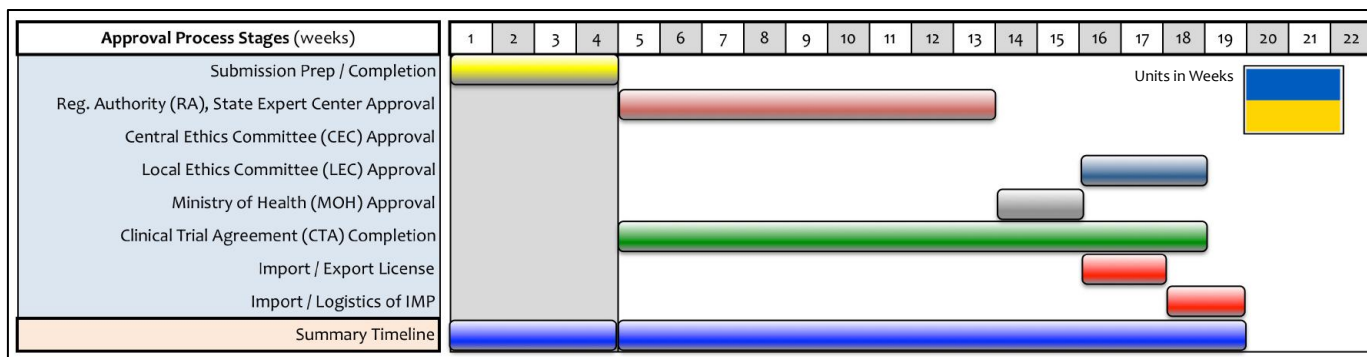 Approval Process Stages (weeks) 1 2 3 4 5 6 7 8 9 10 11 12 13 14 15 16 17 18 19 20 21 22
Submission Prep / Completion
Units in Weeks
Reg. Authority (RA), State Expert Center Approval
Central Ethics Committee (CEC) Approval
Local Ethics Committee (LEC) Approval
Ministry of Health (MOH) Approval
Clinical Trial Agreement (CTA) Completion
Import / Export License
Import / Logistics of IMP
Summary Timeline